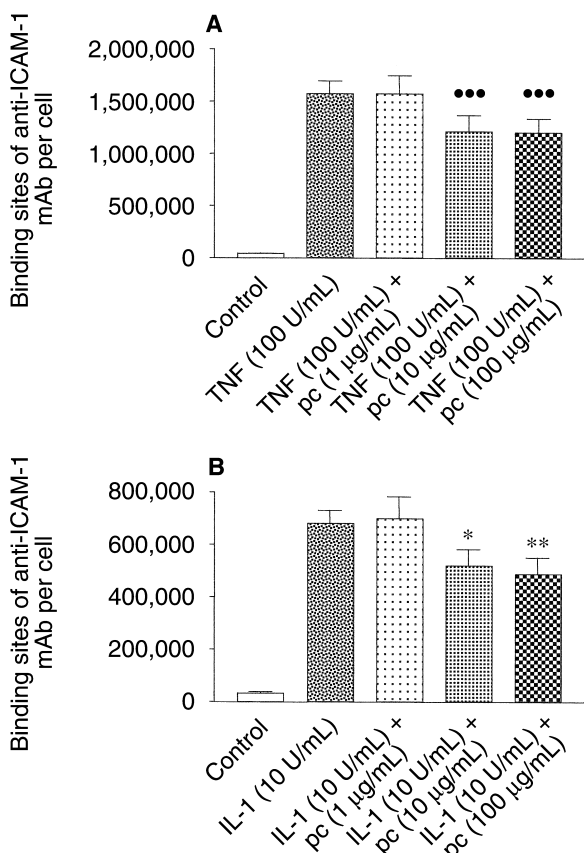 A
Binding sites of anti-ICAM-1
mAb per cell
2,000,000
1,500,000
1,000,000
500,000
0
•••
•••
Control
TNF (100 U/mL)
TNF (100 U/mL) +
pc (1 µg/mL)
TNF (100 U/mL) +
pc (10 µg/mL)
TNF (100 U/mL) +
pc (100 µg/mL)
B
Binding sites of anti-ICAM-1
mAb per cell
800,000
600,000
400,000
200,000
0
*
**
Control
IL-1 (10 U/mL)
IL-1 (10 U/mL) +
pc (1 µg/mL)
IL-1 (10 U/mL) +
pc (10 µg/mL)
IL-1 (10 U/mL) +
pc (100 µg/mL)